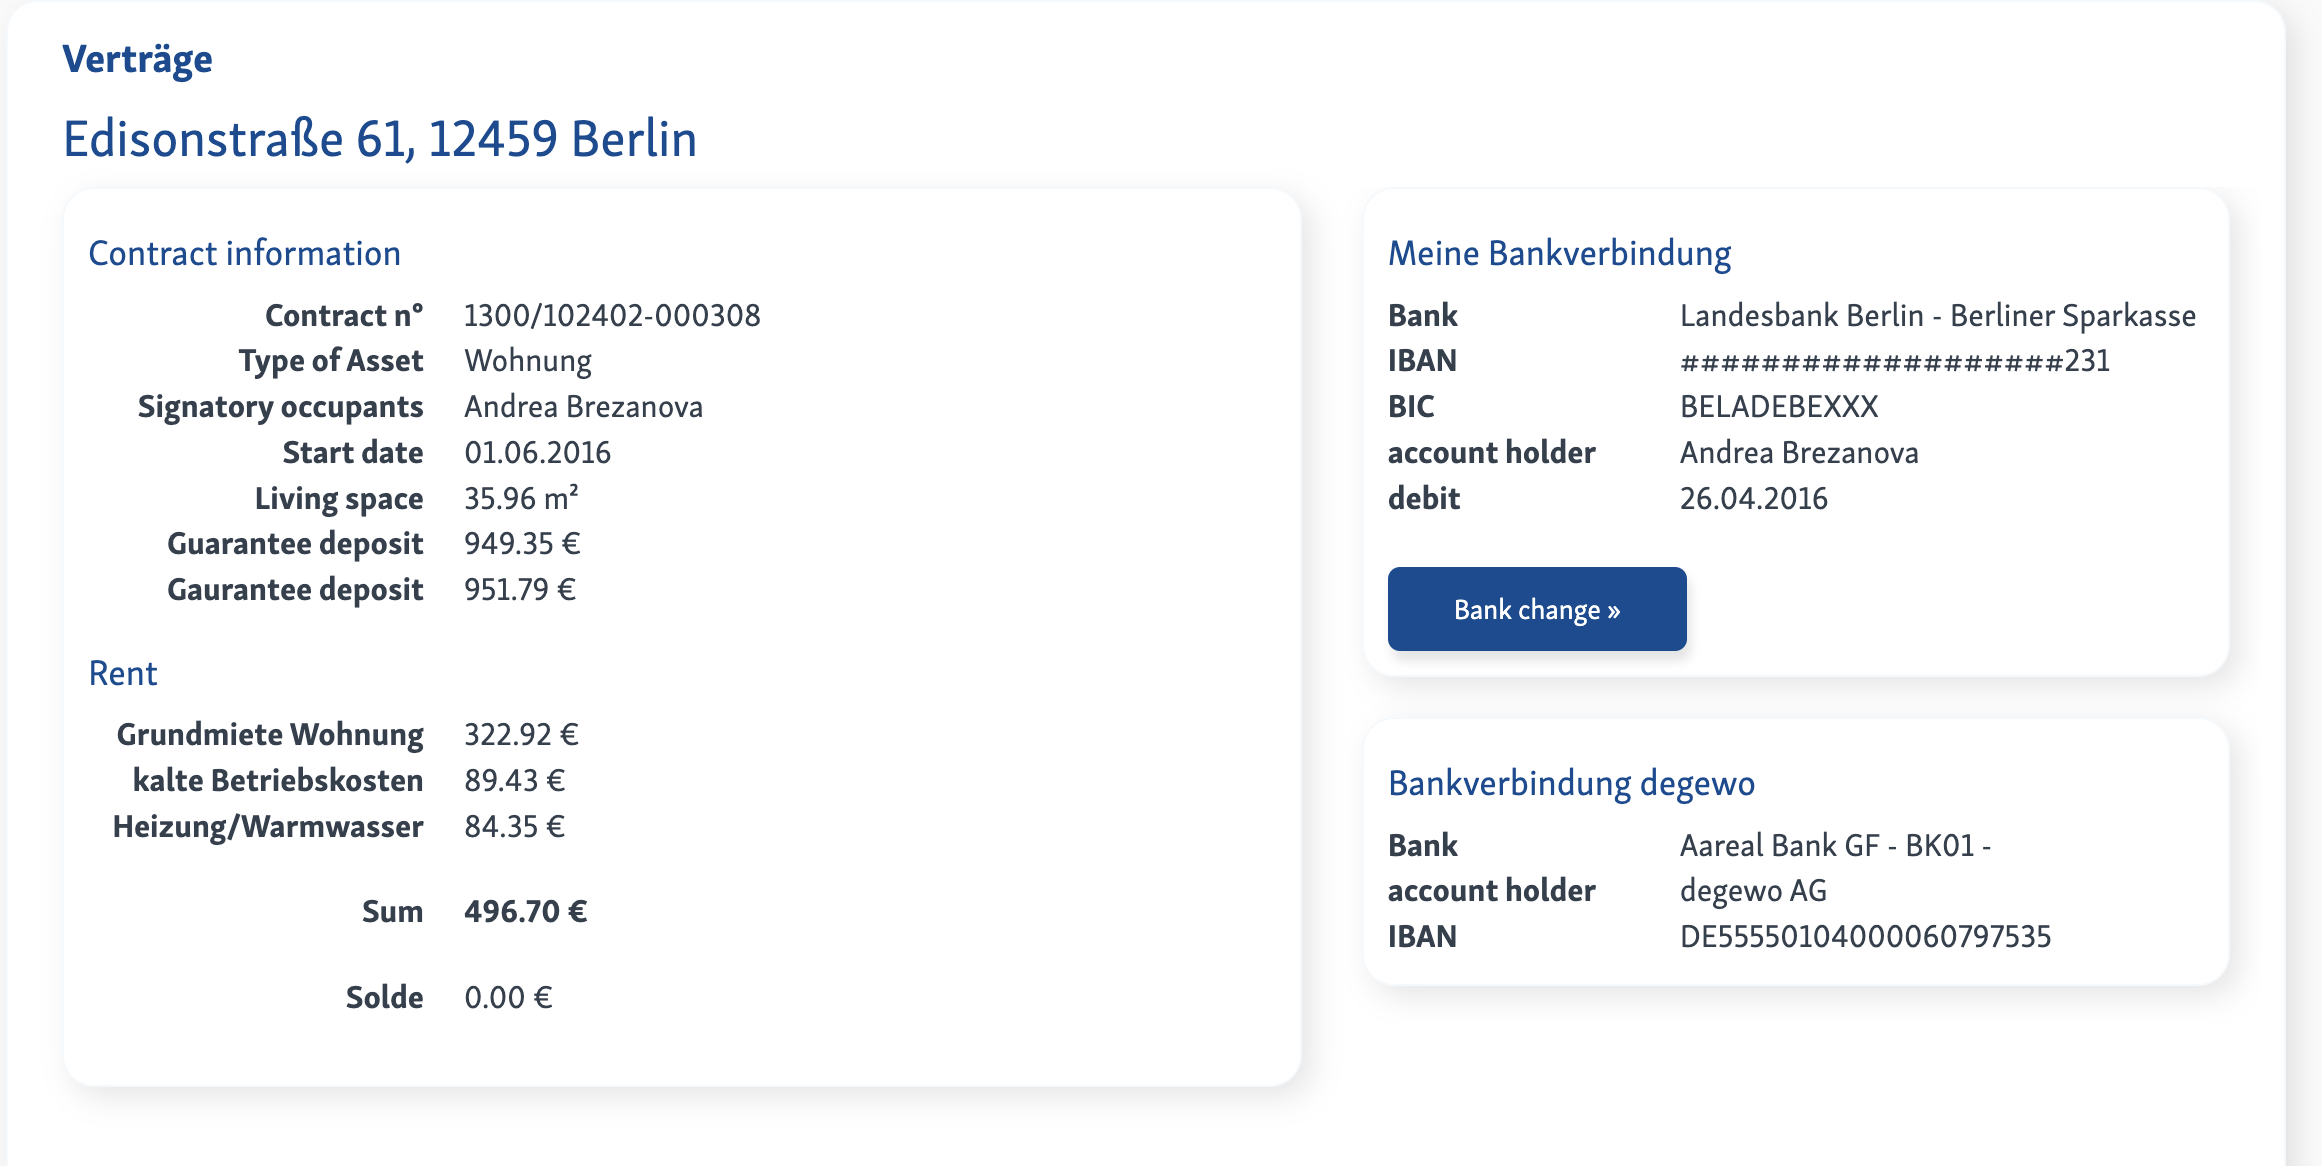 Verträge
Edisonstraße 61, 12459 Berlin
Contract information
Contract n° 1300/102402-000308
Type of Asset Wohnung
Signatory occupants Andrea Brezanova
Start date 01.06.2016
Living space 35.96 m²
Guarantee deposit 949.35 €
Gaurantee deposit 951.79 €
Rent
Grundmiete Wohnung 322.92 €
kalte Betriebskosten 89.43 €
Heizung/Warmwasser 84.35 €
Sum 496.70 €
Solde 0.00 €
Meine Bankverbindung
Bank Landesbank Berlin - Berliner Sparkasse
IBAN ###################231
BIC BELADEBEXXX
account holder Andrea Brezanova
debit 26.04.2016
Bank change »
Bankverbindung degewo
Bank Aareal Bank GF - BK01 -
account holder degewo AG
IBAN DE55550104000060797535